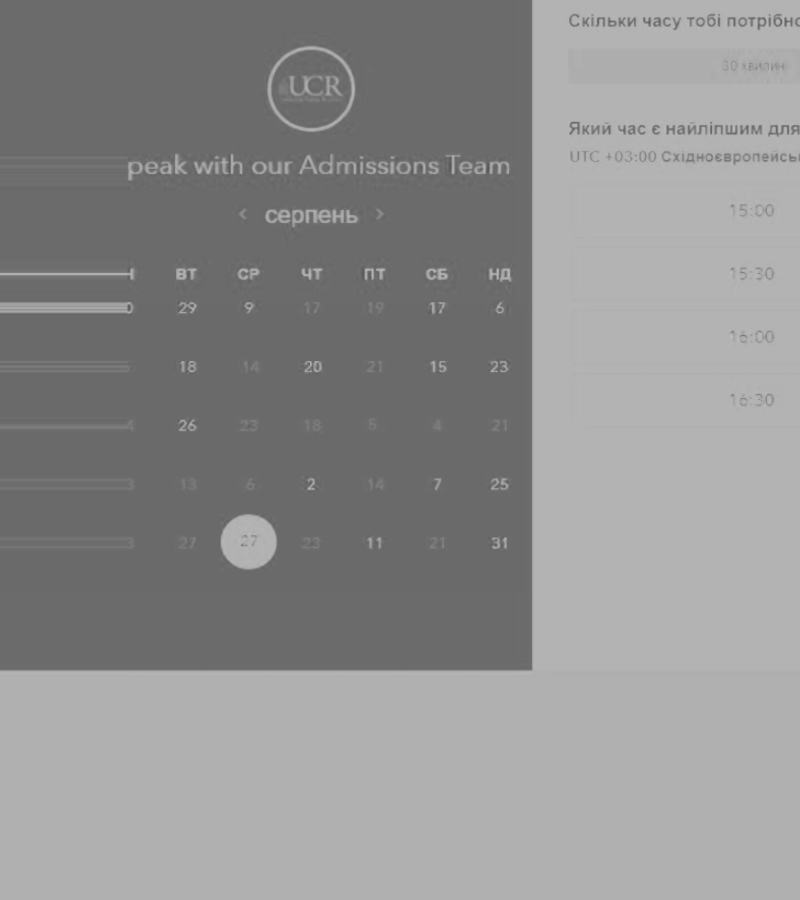 UCR
peak with our Admissions Team
серпень
ВТ СР ЧТ ПТ СБ НД
29 9 17 19 17 6
18 14 20 21 15 23
26 23 18 5 4 21
13 6 2 14 7 25
27 27 23 11 21 31
Скільки часу тобі потрібно
30 хвилин
Який час є найліпшим для
UTC +03:00 Східноєвропейсь
15:00
15:30
16:00
16:30